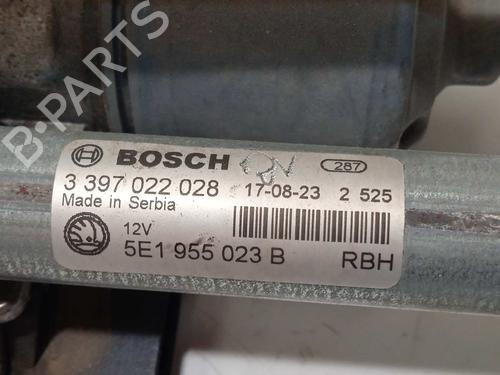 BOSCH
287
3 397 022 028 17-08-23 2 525
Made in Serbia
12V
5E1 955 023 B RBH
B-PARTS